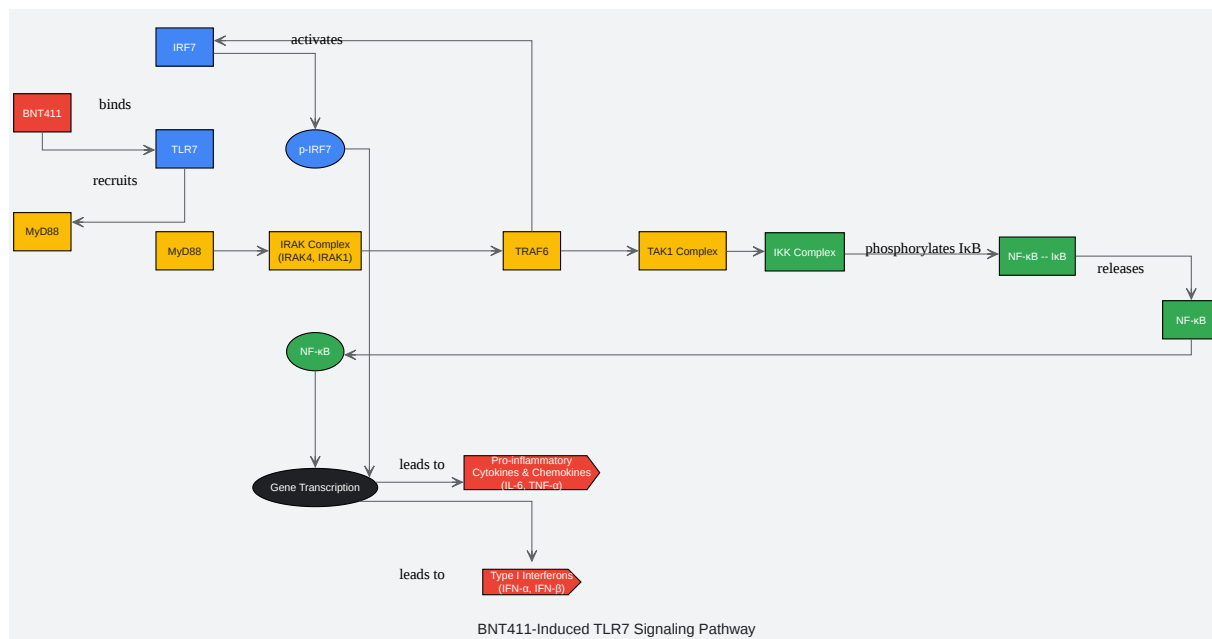 IRF7
activates
BNT411
binds
TLR7
p-IRF7
recruits
MyD88
MyD88
IRAK Complex
(IRAK4, IRAK1)
TRAF6
TAK1 Complex
IKK Complex
phosphorylates IκB
NF-κB -- IκB
releases
NF-κB
NF-κB
Gene Transcription
leads to
Pro-inflammatory
Cytokines & Chemokines
(IL-6, TNF-α)
leads to
Type I Interferons
(IFN-α, IFN-β)
BNT411-Induced TLR7 Signaling Pathway